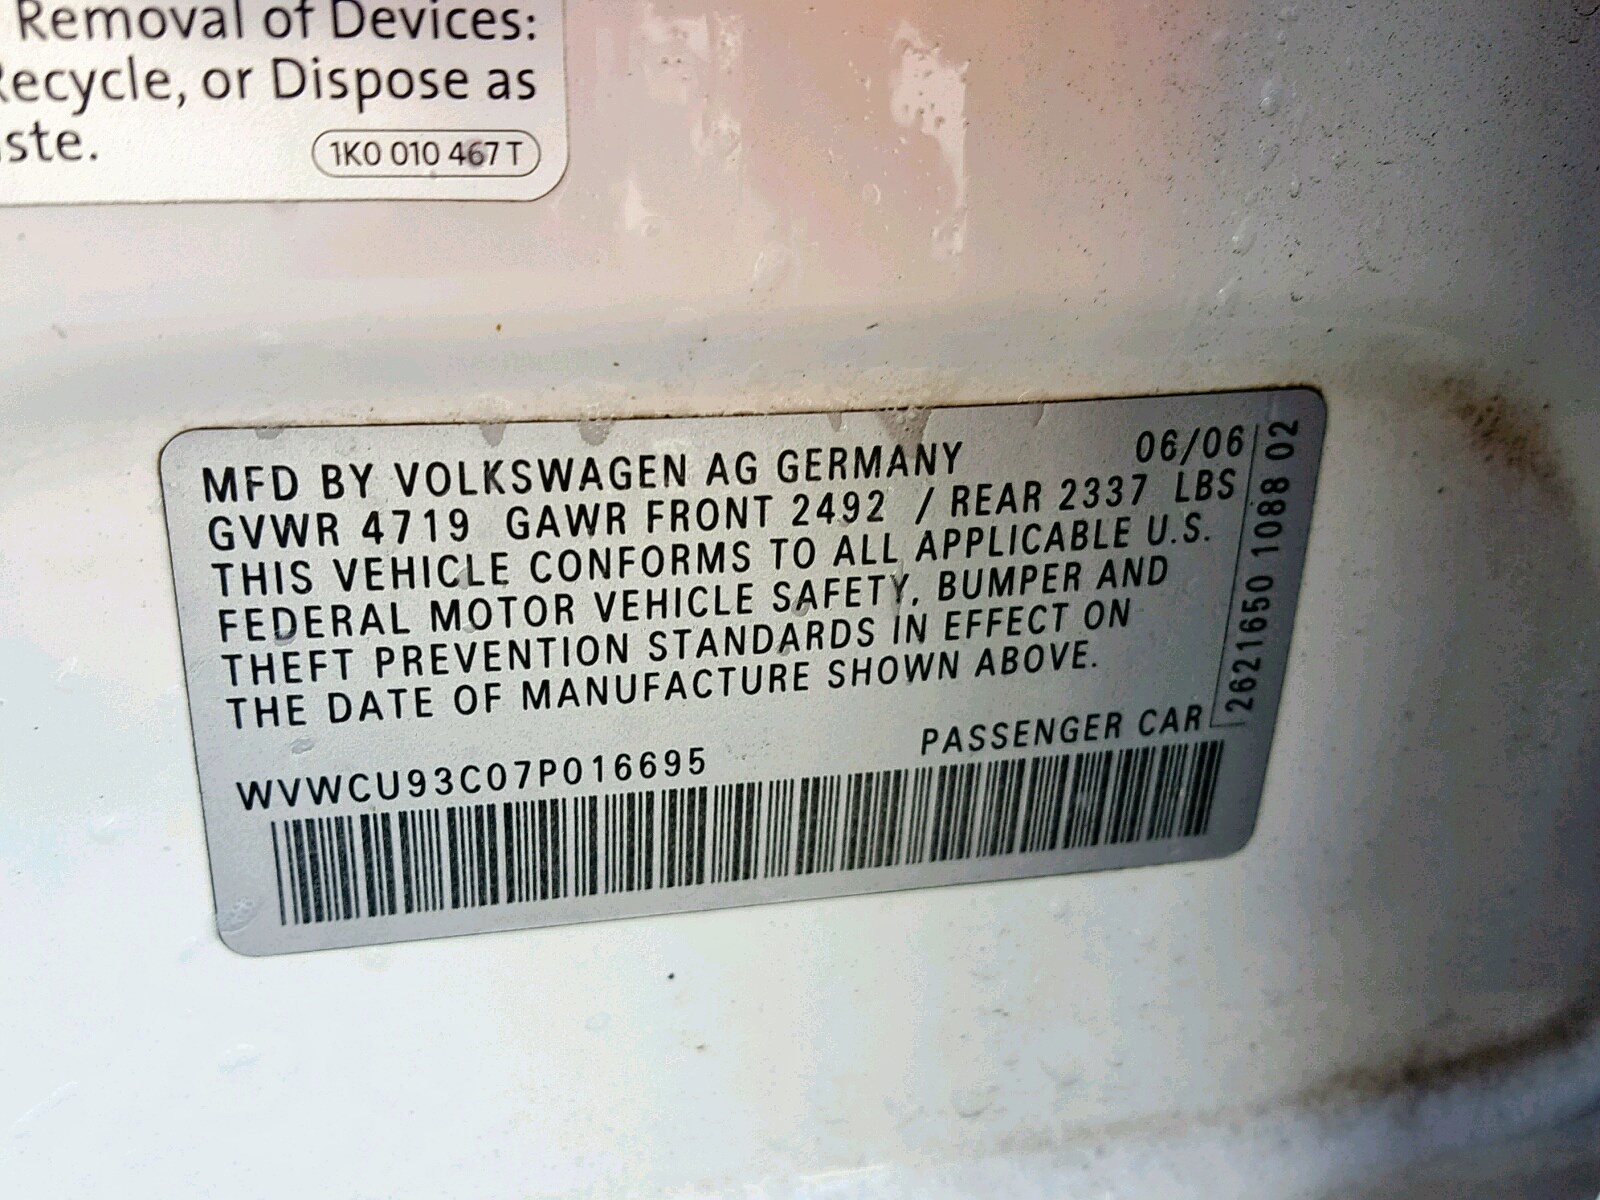 Removal of Devices:
Recycle, or Dispose as
ste.
1K0 010 467 T
MFD BY VOLKSWAGEN AG GERMANY 06/06
GVWR 4719 GAWR FRONT 2492 / REAR 2337 LBS
THIS VEHICLE CONFORMS TO ALL APPLICABLE U.S.
FEDERAL MOTOR VEHICLE SAFETY, BUMPER AND
THEFT PREVENTION STANDARDS IN EFFECT ON
THE DATE OF MANUFACTURE SHOWN ABOVE.
PASSENGER CAR
WVWCU93C07P016695
2621650 1088 02